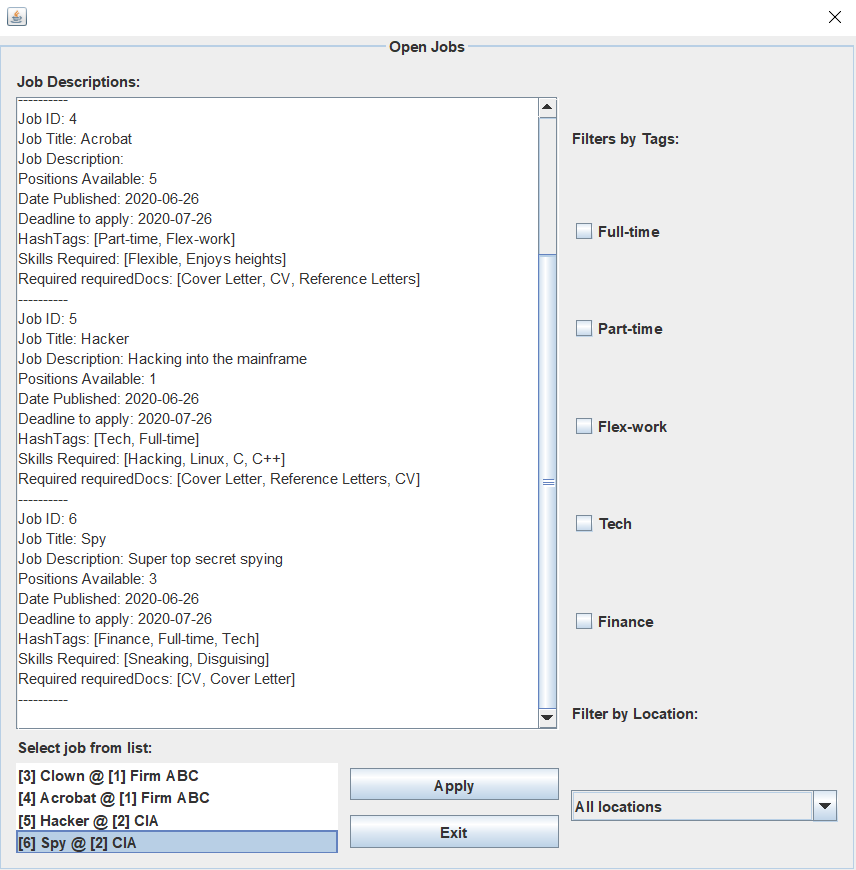 Open Jobs
Job Descriptions:
----------
Job ID: 4
Job Title: Acrobat
Job Description:
Positions Available: 5
Date Published: 2020-06-26
Deadline to apply: 2020-07-26
HashTags: [Part-time, Flex-work]
Skills Required: [Flexible, Enjoys heights]
Required requiredDocs: [Cover Letter, CV, Reference Letters]
----------
Job ID: 5
Job Title: Hacker
Job Description: Hacking into the mainframe
Positions Available: 1
Date Published: 2020-06-26
Deadline to apply: 2020-07-26
HashTags: [Tech, Full-time]
Skills Required: [Hacking, Linux, C, C++]
Required requiredDocs: [Cover Letter, Reference Letters, CV]
----------
Job ID: 6
Job Title: Spy
Job Description: Super top secret spying
Positions Available: 3
Date Published: 2020-06-26
Deadline to apply: 2020-07-26
HashTags: [Finance, Full-time, Tech]
Skills Required: [Sneaking, Disguising]
Required requiredDocs: [CV, Cover Letter]
----------
Filters by Tags:
Full-time
Part-time
Flex-work
Tech
Finance
Filter by Location:
All locations
Select job from list:
[3] Clown @ [1] Firm ABC
[4] Acrobat @ [1] Firm ABC
[5] Hacker @ [2] CIA
[6] Spy @ [2] CIA
Apply
Exit